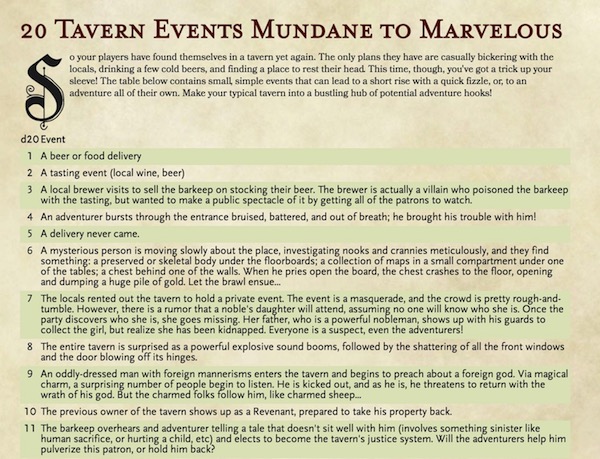 20 Tavern Events Mundane to Marvelous
So your players have found themselves in a tavern yet again. The only plans they have are casually bickering with the
locals, drinking a few cold beers, and finding a place to rest their head. This time, though, you've got a trick up your
sleeve! The table below contains small, simple events that can lead to a short rise with a quick fizzle, or, to an
adventure all of their own. Make your typical tavern into a bustling hub of potential adventure hooks!
d20 Event
1 A beer or food delivery
2 A tasting event (local wine, beer)
3 A local brewer visits to sell the barkeep on stocking their beer. The brewer is actually a villain who poisoned the barkeep
with the tasting, but wanted to make a public spectacle of it by getting all of the patrons to watch.
4 An adventurer bursts through the entrance bruised, battered, and out of breath; he brought his trouble with him!
5 A delivery never came.
6 A mysterious person is moving slowly about the place, investigating nooks and crannies meticulously, and they find
something: a preserved or skeletal body under the floorboards; a collection of maps in a small compartment under one
of the tables; a chest behind one of the walls. When he pries open the board, the chest crashes to the floor, opening
and dumping a huge pile of gold. Let the brawl ensue...
7 The locals rented out the tavern to hold a private event. The event is a masquerade, and the crowd is pretty rough-and-
tumble. However, there is a rumor that a noble's daughter will attend, assuming no one will know who she is. Once the
party discovers who she is, she goes missing. Her father, who is a powerful nobleman, shows up with his guards to
collect the girl, but realize she has been kidnapped. Everyone is a suspect, even the adventurers!
8 The entire tavern is surprised as a powerful explosive sound booms, followed by the shattering of all the front windows
and the door blowing off its hinges.
9 An oddly-dressed man with foreign mannerisms enters the tavern and begins to preach about a foreign god. Via magical
charm, a surprising number of people begin to listen. He is kicked out, and as he is, he threatens to return with the
wrath of his god. But the charmed folks follow him, like charmed sheep...
10 The previous owner of the tavern shows up as a Revenant, prepared to take his property back.
11 The barkeep overhears and adventurer telling a tale that doesn't sit well with him (involves something sinister like
human sacrifice, or hurting a child, etc) and elects to become the tavern's justice system. Will the adventurers help him
pulverize this patron, or hold him back?